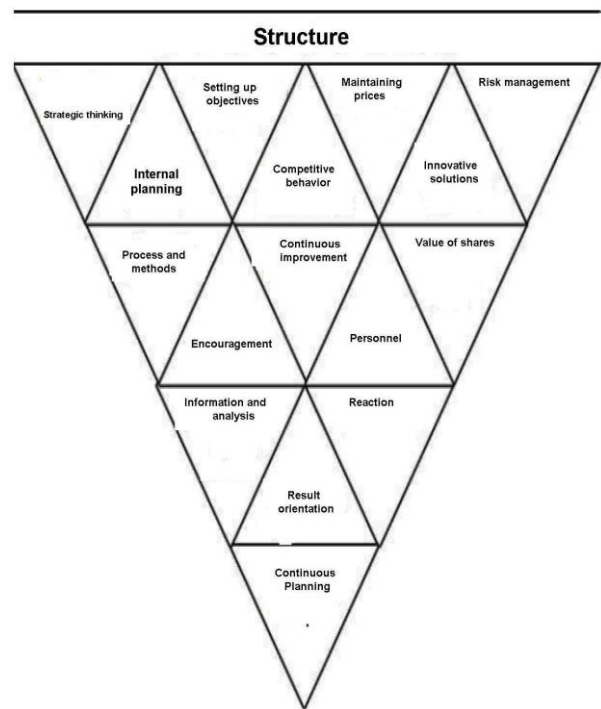 Structure
Strategic thinking
Setting up
objectives
Maintaining
prices
Risk management
Internal
planning
Competitive
behavior
Innovative
solutions
Process and
methods
Continuous
improvement
Value of shares
Encouragement
Personnel
Information and
analysis
Reaction
Result
orientation
Continuous
Planning